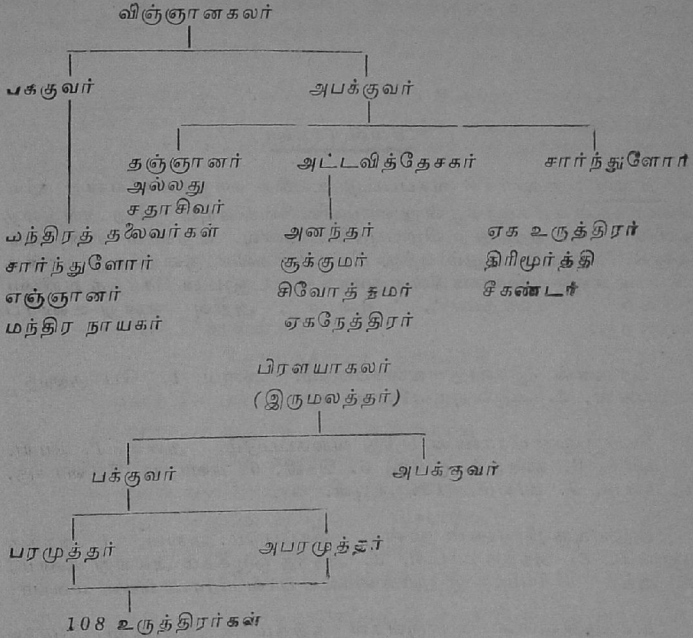 விஞ்ஞானகலர்
பககுவர் அபக்குவர்
தஞ்ஞானர் அட்டவித்தேசகர் சார்ந்துளோர்
அல்லது
சதாசிவர்
மந்திரத் தலைவர்கள் அனந்தர் ஏக உருத்திரர்
சார்ந்துளோர் சூக்குமர் திரிமூர்த்தி
எஞ்ஞானர் சிவோத்தமர் சீகண்டர்
மந்திர நாயகர் ஏகநேத்திரர்
பிரளயாகலர்
(இருமலத்தர்)
பக்குவர் அபக்குவர்
பரமுத்தர் அபரமுத்தர்
108 உருத்திரர்கள்